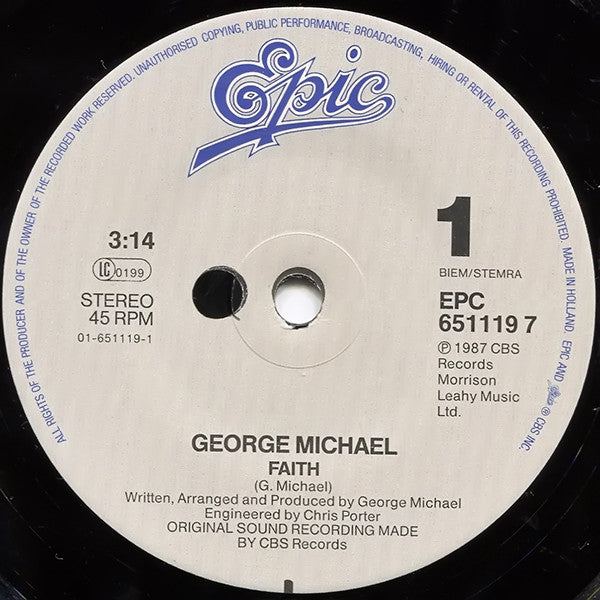 ALL RIGHTS OF THE PRODUCER AND OF THE OWNER OF THE RECORDED WORK RESERVED. UNAUTHORISED COPYING, PUBLIC PERFORMANCE, BROADCASTING, HIRING OR RENTAL OF THIS RECORDING PROHIBITED. MADE IN HOLLAND. EPIC AND ® CBS INC.
Epic
3:14
LC 0199
STEREO
45 RPM
01-651119-1
1
BIEM/STEMRA
EPC
651119 7
℗ 1987 CBS
Records
Morrison
Leahy Music
Ltd.
GEORGE MICHAEL
FAITH
(G. Michael)
Written, Arranged and Produced by George Michael
Engineered by Chris Porter
ORIGINAL SOUND RECORDING MADE
BY CBS Records